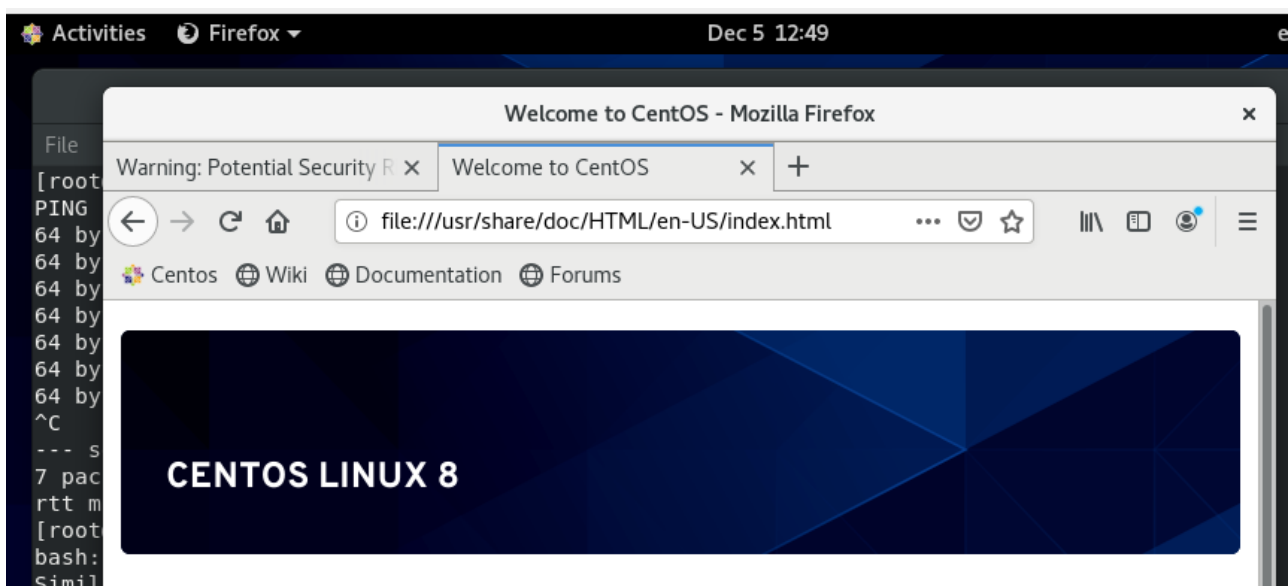 Activities Firefox Dec 5 12:49
Welcome to CentOS - Mozilla Firefox
File
Warning: Potential Security Welcome to CentOS
file:///usr/share/doc/HTML/en-US/index.html
Centos Wiki Documentation Forums
CENTOS LINUX 8
[root
PING
64 by
64 by
64 by
64 by
64 by
64 by
64 by
^C
--- s
7 pac
rtt m
[root
bash:
Simil